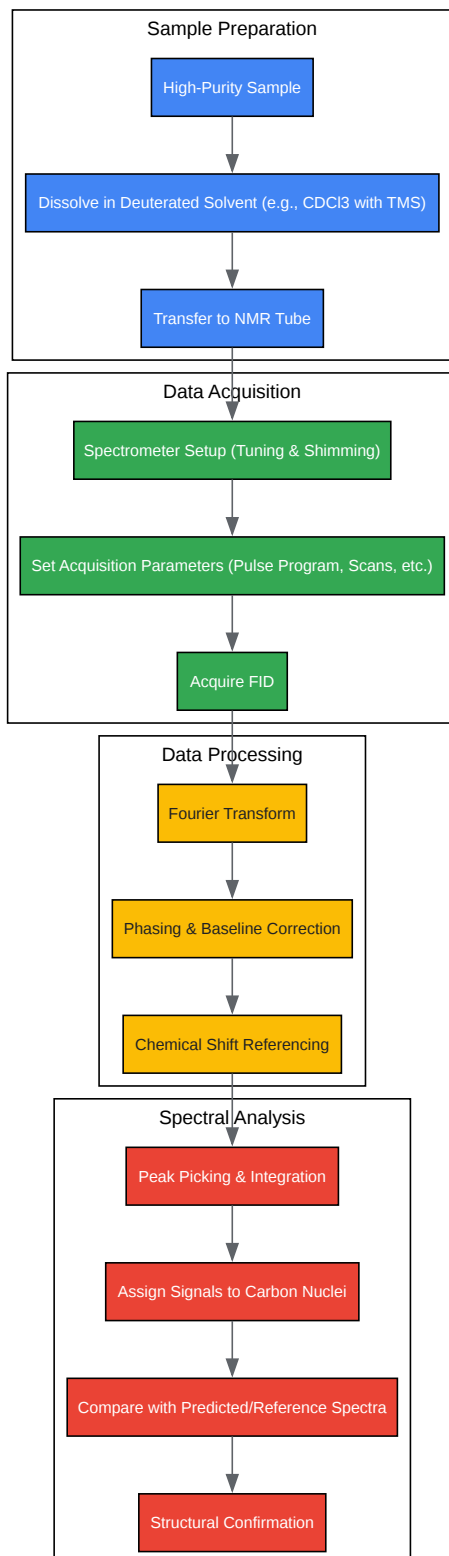 Sample Preparation
High-Purity Sample
Dissolve in Deuterated Solvent (e.g., CDCl3 with TMS)
Transfer to NMR Tube
Data Acquisition
Spectrometer Setup (Tuning & Shimming)
Set Acquisition Parameters (Pulse Program, Scans, etc.)
Acquire FID
Data Processing
Fourier Transform
Phasing & Baseline Correction
Chemical Shift Referencing
Spectral Analysis
Peak Picking & Integration
Assign Signals to Carbon Nuclei
Compare with Predicted/Reference Spectra
Structural Confirmation